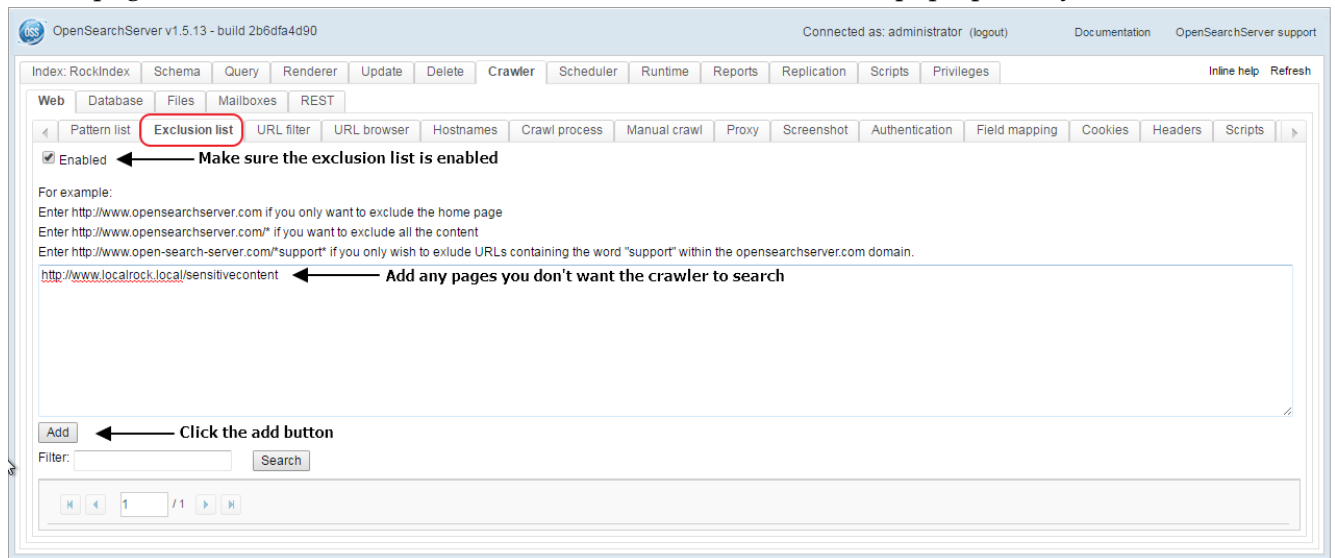 OSS OpenSearchServer v1.5.13 - build 2b6dfa4d90 Connected as: administrator (logout) Documentation OpenSearchServer support
Index: RockIndex Schema Query Renderer Update Delete Crawler Scheduler Runtime Reports Replication Scripts Privileges Inline help Refresh
Web Database Files Mailboxes REST
Pattern list Exclusion list URL filter URL browser Hostnames Crawl process Manual crawl Proxy Screenshot Authentication Field mapping Cookies Headers Scripts
Enabled Make sure the exclusion list is enabled
For example:
Enter http://www.opensearchserver.com if you only want to exclude the home page
Enter http://www.opensearchserver.com/* if you want to exclude all the content
Enter http://www.open-search-server.com/*support* if you only wish to exlude URLs containing the word "support" within the opensearchserver.com domain.
http://www.localrock.local/sensitivecontent Add any pages you don't want the crawler to search
Add Click the add button
Filter: Search
1 / 1